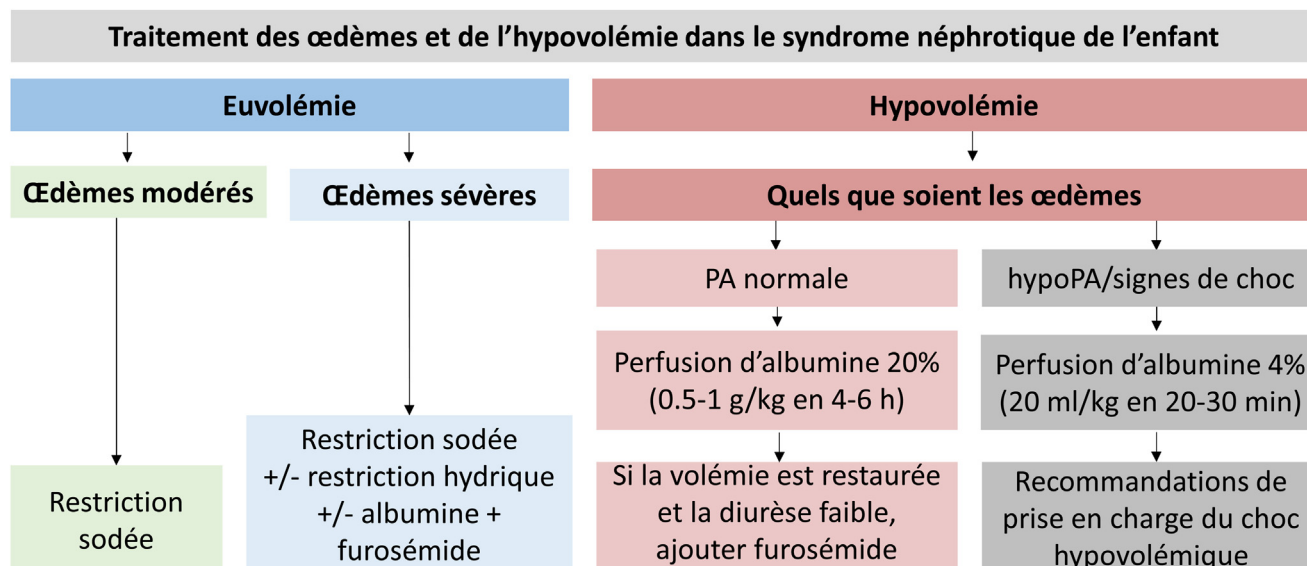 Traitement des œdèmes et de l’hypovolémie dans le syndrome néphrotique de l’enfant
Euvolémie
Hypovolémie
Œdèmes modérés
Œdèmes sévères
Quels que soient les œdèmes
PA normale
hypoPA/signes de choc
Perfusion d’albumine 20%
(0.5-1 g/kg en 4-6 h)
Perfusion d’albumine 4%
(20 ml/kg en 20-30 min)
Restriction
sodée
Restriction sodée
+/- restriction hydrique
+/- albumine +
furosémide
Si la volémie est restaurée
et la diurèse faible,
ajouter furosémide
Recommandations de
prise en charge du choc
hypovolémique